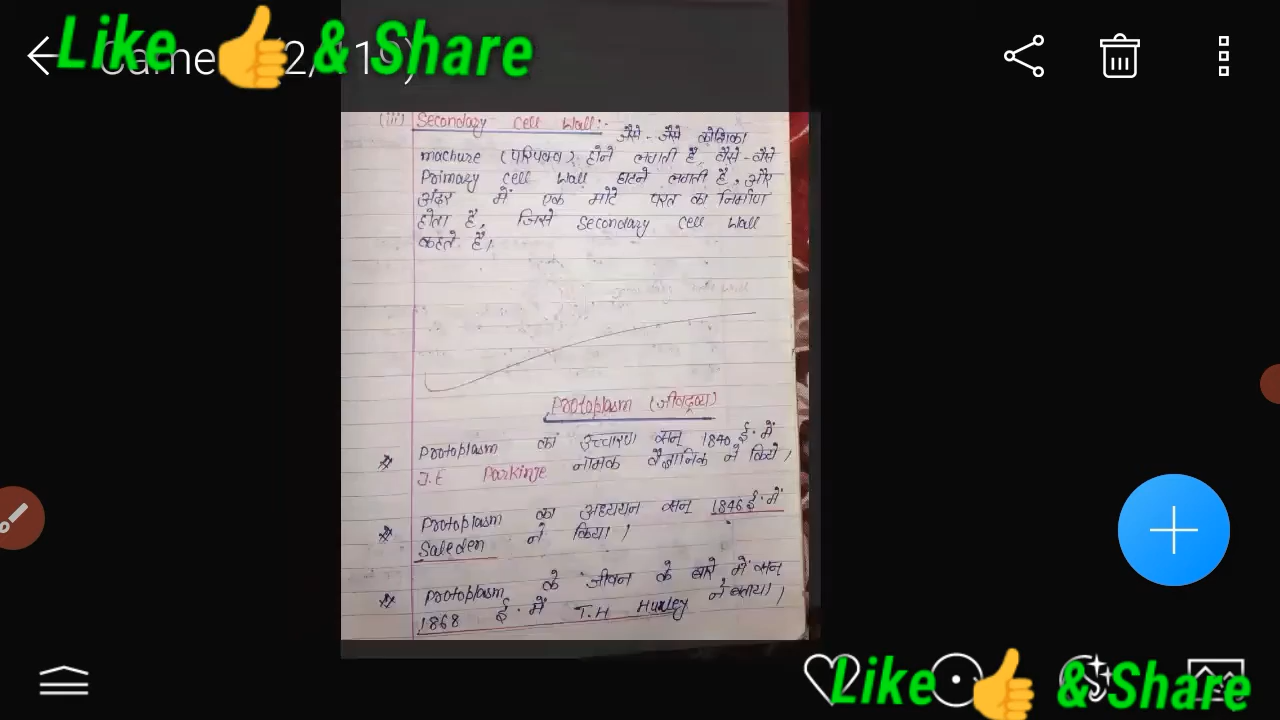 Like 👍 & Share
(iii) Secondary Cell Wall:-
जैसे - जैसे कोशिका
machure (परिपक्व) होने लगती है, वैसे - वैसे
Primary cell wall हटने लगती है, और
अंदर में एक मोटे परत का निर्माण
होता है, जिसे Secondary cell wall
कहते है।
Protoplasm (जीवद्रव्य)
Protoplasm का उच्चारण सन् 1840 ई. में
J.E Parkinje नामक वैज्ञानिक ने किये।
Protoplasm का अध्ययन सन् 1846 ई. में
Saleden ने किया।
Protoplasm के जीवन के बारे में सन्
1868 ई. में T.H Huxley ने बताया।
Like 👍 & Share